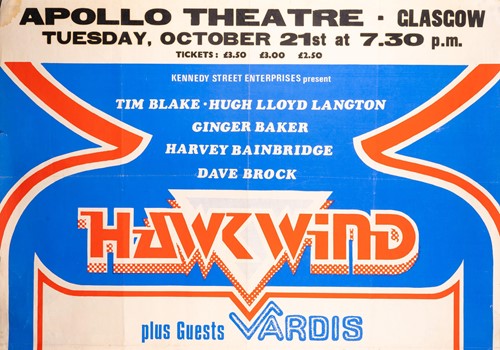 APOLLO THEATRE · GLASGOW
TUESDAY, OCTOBER 21st at 7.30 p.m.
TICKETS : £3.50 £3.00 £2.50
KENNEDY STREET ENTERPRISES present
TIM BLAKE · HUGH LLOYD LANGTON
GINGER BAKER
HARVEY BAINBRIDGE
DAVE BROCK
HAWKWIND
plus Guests VARDIS